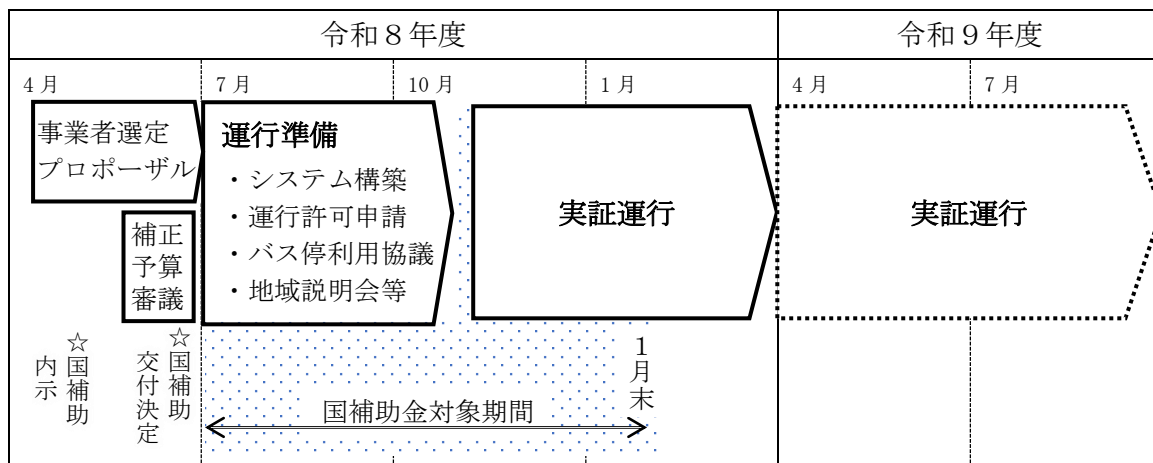 令和８年度
令和９年度
４月
７月
10月
１月
４月
７月
事業者選定
プロポーザル
運行準備
・システム構築
・運行許可申請
・バス停利用協議
・地域説明会等
実証運行
実証運行
補正
予算
審議
☆国補助
内示
☆国補助
交付決定
１月末
国補助金対象期間